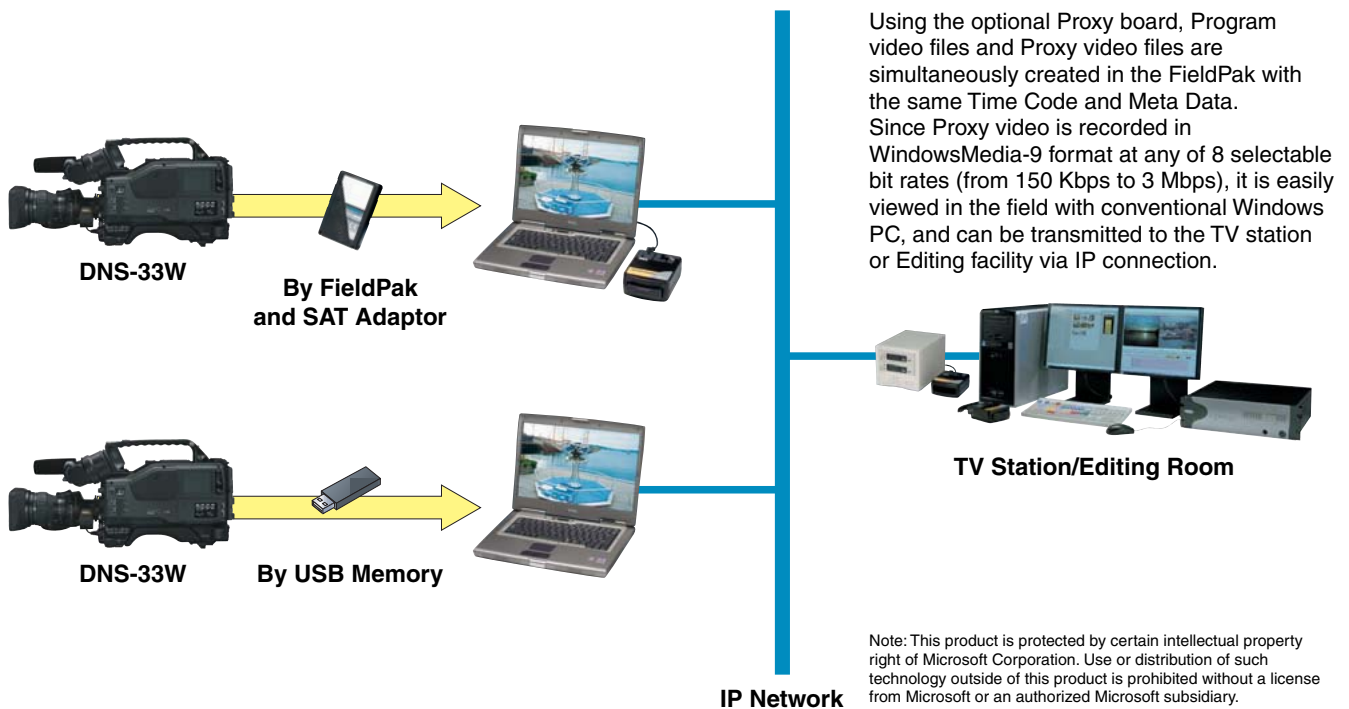 Using the optional Proxy board, Program
video files and Proxy video files are
simultaneously created in the FieldPak with
the same Time Code and Meta Data.
Since Proxy video is recorded in
WindowsMedia-9 format at any of 8 selectable
bit rates (from 150 Kbps to 3 Mbps), it is easily
viewed in the field with conventional Windows
PC, and can be transmitted to the TV station
or Editing facility via IP connection.
DNS-33W
By FieldPak
and SAT Adaptor
TV Station/Editing Room
DNS-33W
By USB Memory
IP Network
Note: This product is protected by certain intellectual property
right of Microsoft Corporation. Use or distribution of such
technology outside of this product is prohibited without a license
from Microsoft or an authorized Microsoft subsidiary.